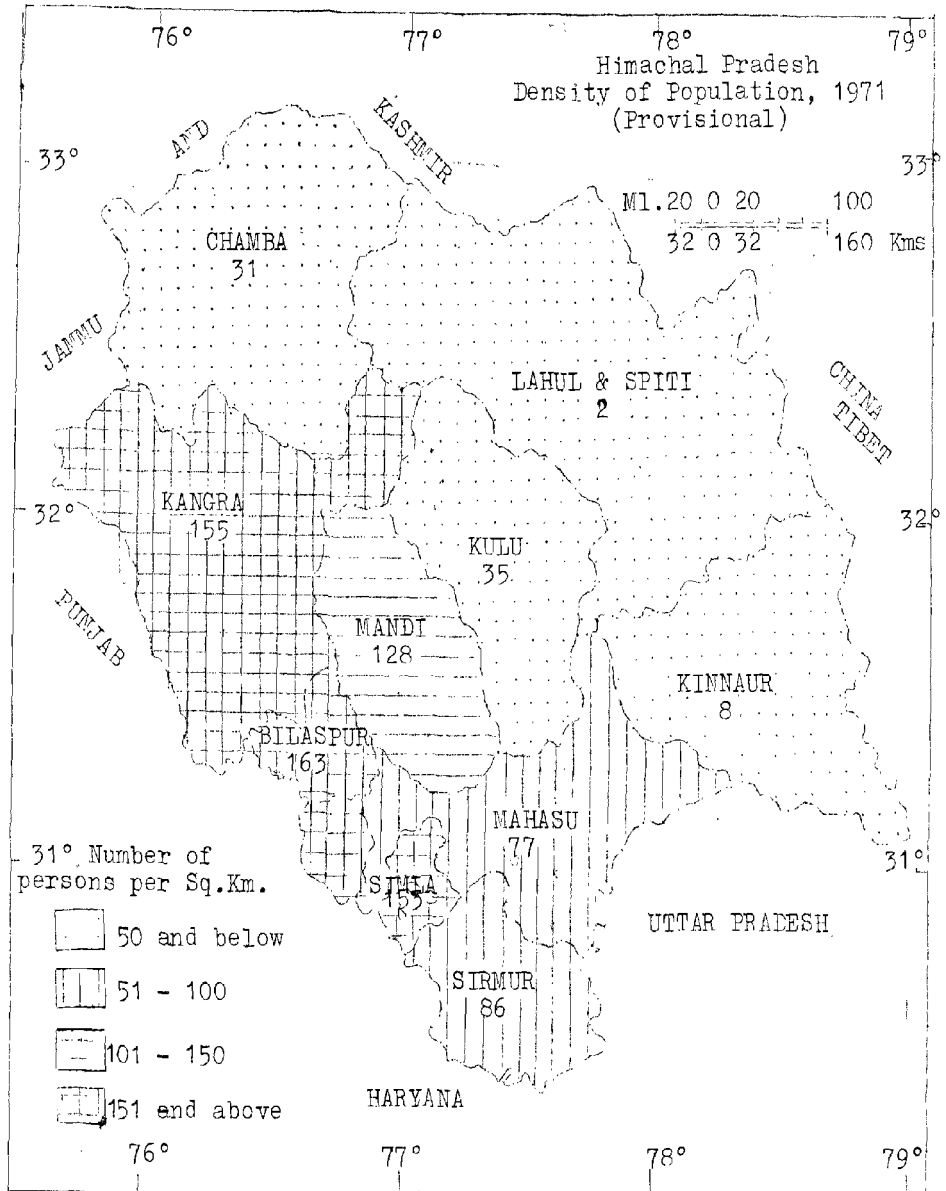 76° 77° 78° 79°
Himachal Pradesh
Density of Population, 1971
(Provisional)
JAMMU AND KASHMIR
33° 33°
Ml.20 0 20 100
32 0 32 160 Kms
CHAMBA
31
LAHUL & SPITI
2
CHINA
TIBET
32° 32°
KANGRA
155
KULU
35
PUNJAB
MANDI
128
KINNAUR
8
BILASPUR
163
MAHASU
77
31° 31°
SIMLA
153
UTTAR PRADESH
SIRMUR
86
HARYANA
Number of
persons per Sq.Km.
50 and below
51 - 100
101 - 150
151 and above
76° 77° 78° 79°